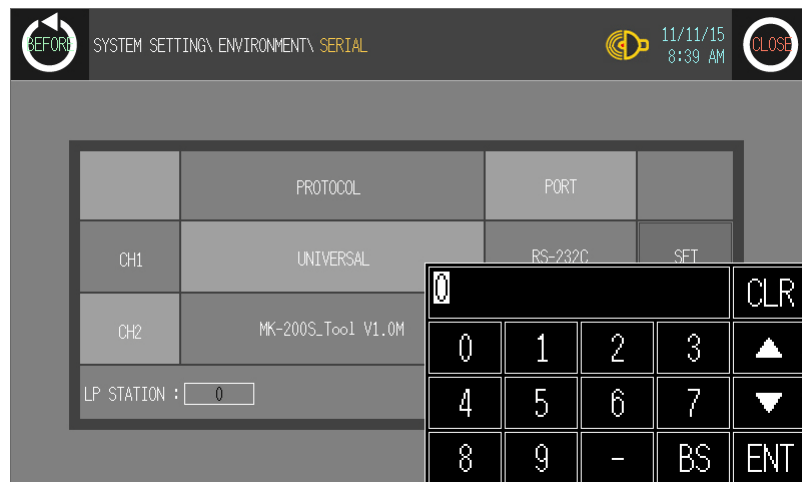 BEFORE
SYSTEM SETTING\ ENVIRONMENT\ SERIAL
11/11/15
8:39 AM
CLOSE
PROTOCOL PORT
CH1 UNIVERSAL RS-232C SET
CH2 MK-200S_Tool V1.0M
LP STATION : 0
0 CLR
0 1 2 3
4 5 6 7
8 9 - BS ENT